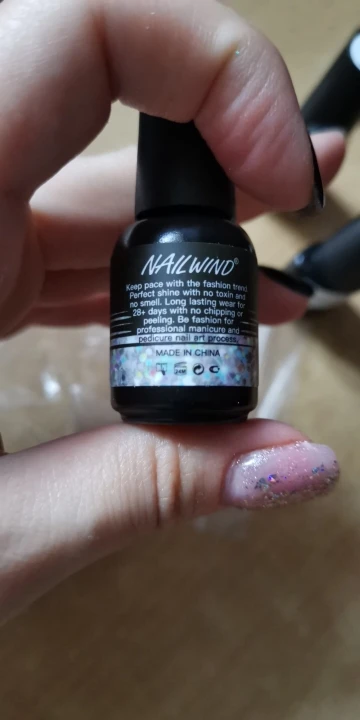 NAILWIND®
Keep pace with the fashion trend.
Perfect shine with no toxin and
no smell. Long lasting wear for
28+ days with no chipping or
peeling. Be fashion for
professional manicure and
pedicure nail art process.
MADE IN CHINA
24M